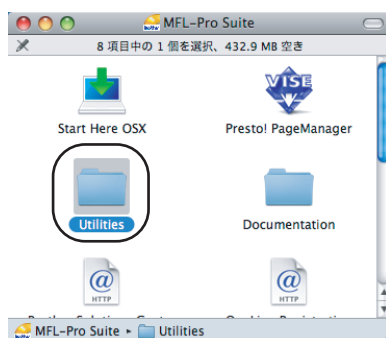 MFL-Pro Suite
8 項目中の 1 個を選択、432.9 MB 空き
VISE
Start Here OSX
Presto! PageManager
Utilities
Documentation
HTTP
HTTP
MFL-Pro Suite ▸ Utilities